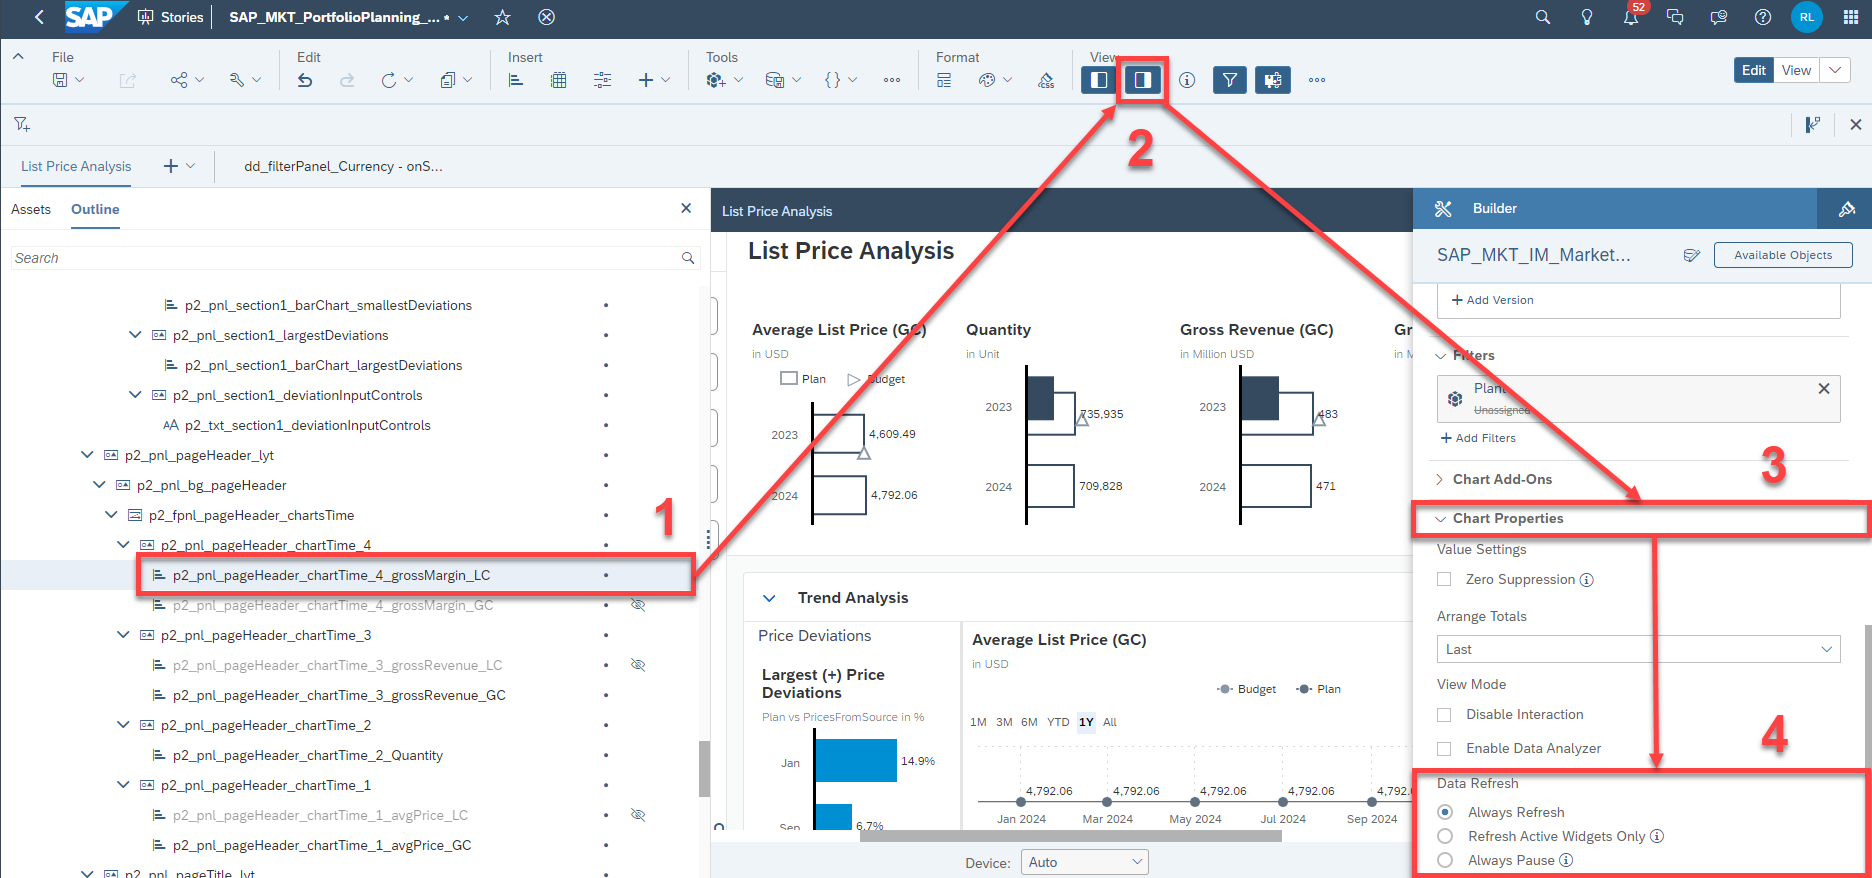 SAP Stories SAP_MKT_PortfolioPlanning_... * 52 RL
File Edit Insert Tools Format View
css
Edit View
2
List Price Analysis dd_filterPanel_Currency - onS...
Assets Outline
Search
p2_pnl_section1_barChart_smallestDeviations
p2_pnl_section1_largestDeviations
p2_pnl_section1_barChart_largestDeviations
p2_pnl_section1_deviationInputControls
AA p2_txt_section1_deviationInputControls
p2_pnl_pageHeader_lyt
p2_pnl_bg_pageHeader
p2_fpnl_pageHeader_chartsTime
p2_pnl_pageHeader_chartTime_4
p2_pnl_pageHeader_chartTime_4_grossMargin_LC
1
p2_pnl_pageHeader_chartTime_4_grossMargin_GC
p2_pnl_pageHeader_chartTime_3
p2_pnl_pageHeader_chartTime_3_grossRevenue_LC
p2_pnl_pageHeader_chartTime_3_grossRevenue_GC
p2_pnl_pageHeader_chartTime_2
p2_pnl_pageHeader_chartTime_2_Quantity
p2_pnl_pageHeader_chartTime_1
p2_pnl_pageHeader_chartTime_1_avgPrice_LC
p2_pnl_pageHeader_chartTime_1_avgPrice_GC
p2_pnl_pageTitle_lyt
List Price Analysis
List Price Analysis
Average List Price (GC)
in USD
Plan Budget
2023 4,609.49
2024 4,792.06
Quantity
in Unit
2023 735,935
2024 709,828
Gross Revenue (GC)
in Million USD
2023 483
2024 471
Gr
in M
Trend Analysis
Price Deviations
Largest (+) Price
Deviations
Plan vs PricesFromSource in %
Jan 14.9%
Sep 6.7%
Average List Price (GC)
in USD
Budget Plan
1M 3M 6M YTD 1Y All
4,792.06 4,792.06 4,792.06 4,792.06 4,792.
Jan 2024 Mar 2024 May 2024 Jul 2024 Sep 2024
Device: Auto
Builder
SAP_MKT_IM_Market... Available Objects
+ Add Version
Filters
Plant
Unassigned
+ Add Filters
3
Chart Add-Ons
Chart Properties
Value Settings
Zero Suppression
Arrange Totals
Last
View Mode
Disable Interaction
Enable Data Analyzer
4
Data Refresh
Always Refresh
Refresh Active Widgets Only
Always Pause